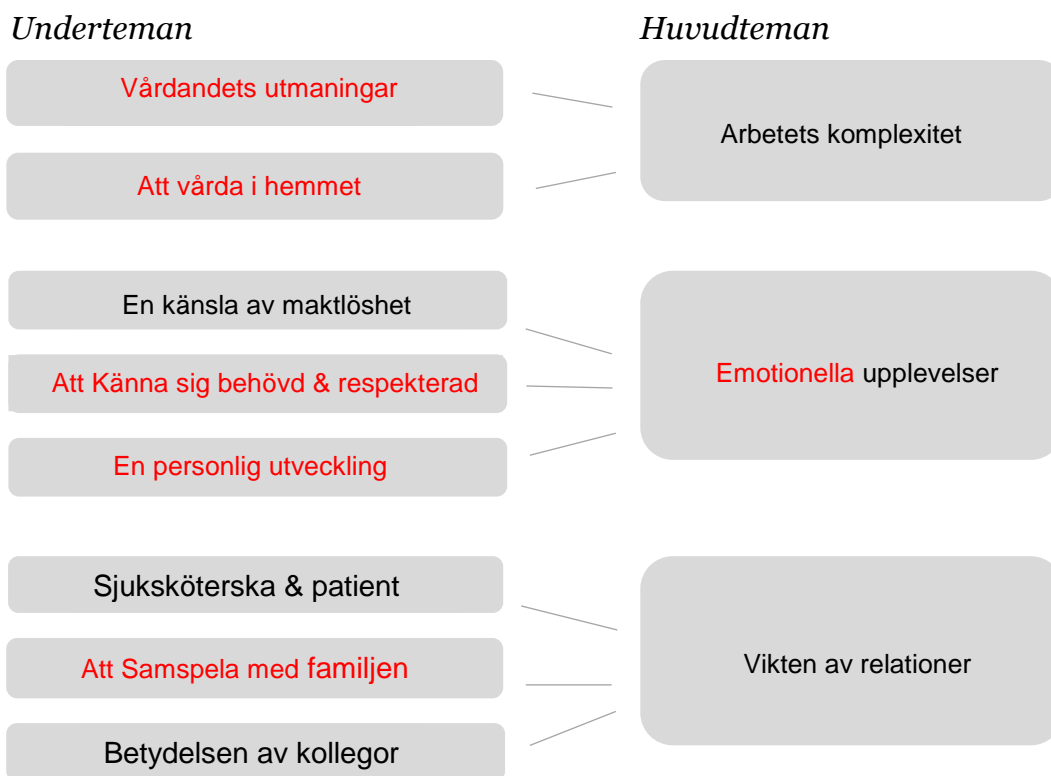 Underteman
Huvudteman
Vårdandets utmaningar
Att vårda i hemmet
Arbetets komplexitet
En känsla av maktlöshet
Att Känna sig behövd & respekterad
En personlig utveckling
Emotionella upplevelser
Sjuksköterska & patient
Att Samspela med familjen
Betydelsen av kollegor
Vikten av relationer